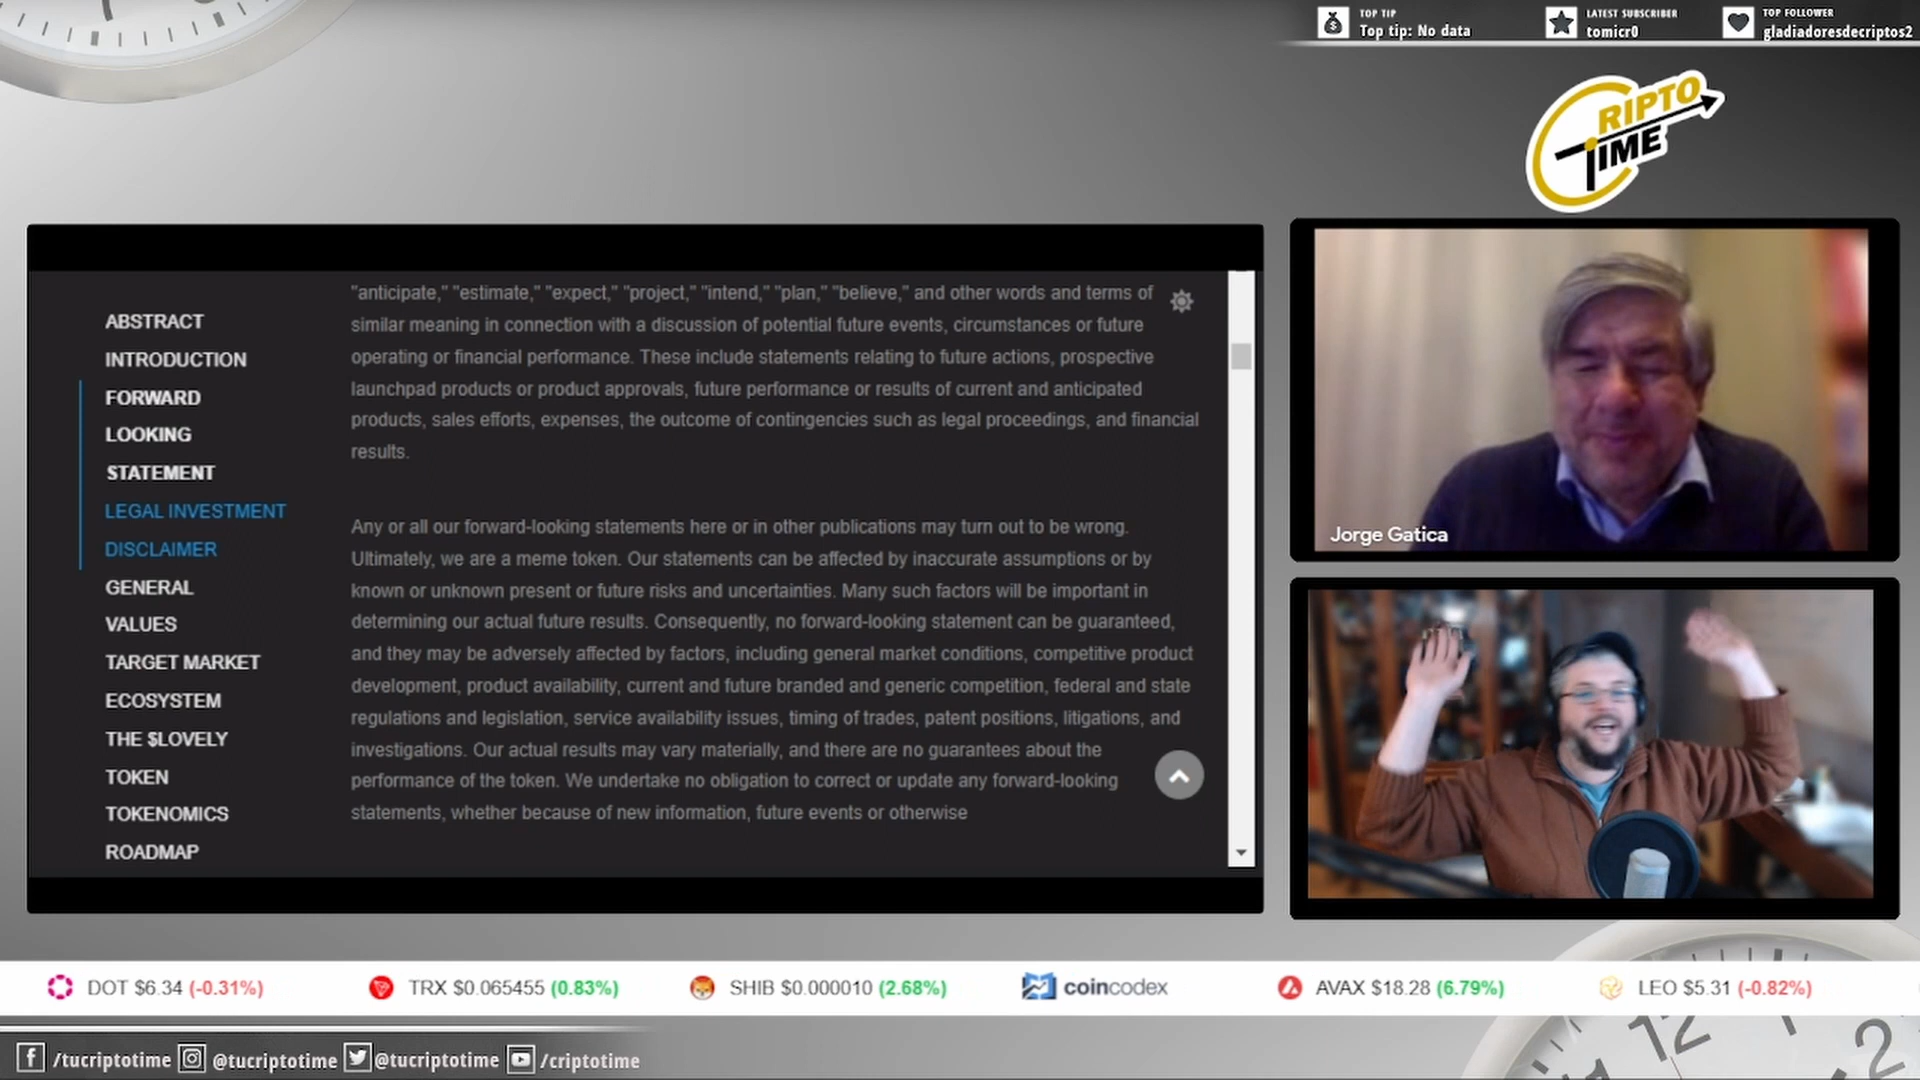 TOP TIP
Top tip: No data
LATEST SUBSCRIBER
tomicr0
TOP FOLLOWER
gladiadoresdecriptos2
CRIPTO
TIME
ABSTRACT
INTRODUCTION
FORWARD
LOOKING
STATEMENT
LEGAL INVESTMENT
DISCLAIMER
GENERAL
VALUES
TARGET MARKET
ECOSYSTEM
THE $LOVELY
TOKEN
TOKENOMICS
ROADMAP
"anticipate," "estimate," "expect," "project," "intend," "plan," "believe," and other words and terms of
similar meaning in connection with a discussion of potential future events, circumstances or future
operating or financial performance. These include statements relating to future actions, prospective
launchpad products or product approvals, future performance or results of current and anticipated
products, sales efforts, expenses, the outcome of contingencies such as legal proceedings, and financial
results.
Any or all our forward-looking statements here or in other publications may turn out to be wrong.
Ultimately, we are a meme token. Our statements can be affected by inaccurate assumptions or by
known or unknown present or future risks and uncertainties. Many such factors will be important in
determining our actual future results. Consequently, no forward-looking statement can be guaranteed,
and they may be adversely affected by factors, including general market conditions, competitive product
development, product availability, current and future branded and generic competition, federal and state
regulations and legislation, service availability issues, timing of trades, patent positions, litigations, and
investigations. Our actual results may vary materially, and there are no guarantees about the
performance of the token. We undertake no obligation to correct or update any forward-looking
statements, whether because of new information, future events or otherwise
Jorge Gatica
DOT $6.34 (-0.31%)
TRX $0.065455 (0.83%)
SHIB $0.000010 (2.68%)
coincodex
AVAX $18.28 (6.79%)
LEO $5.31 (-0.82%)
/tucriptotime
@tucriptotime
@tucriptotime
/criptotime
12
1
2